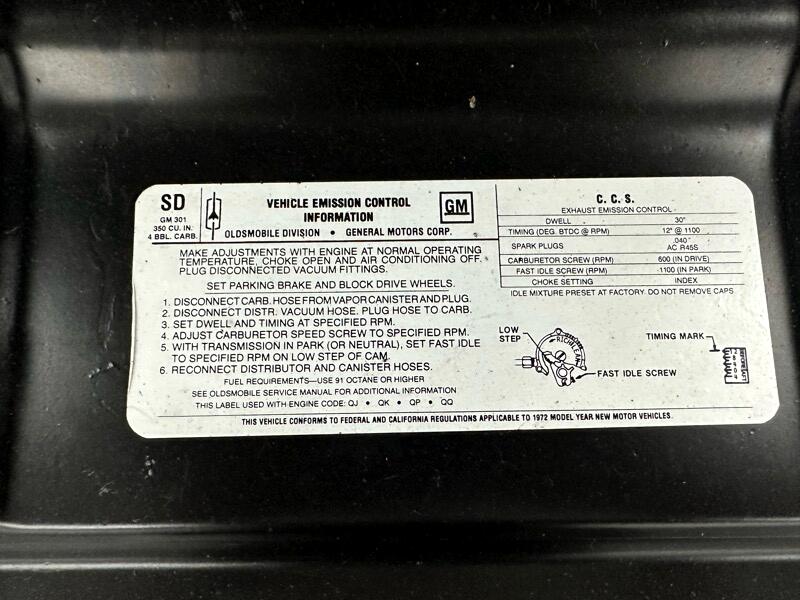 SD
GM 301
350 CU. IN.
4 BBL. CARB.
VEHICLE EMISSION CONTROL
INFORMATION
OLDSMOBILE DIVISION • GENERAL MOTORS CORP.
GM
MAKE ADJUSTMENTS WITH ENGINE AT NORMAL OPERATING
TEMPERATURE, CHOKE OPEN AND AIR CONDITIONING OFF.
PLUG DISCONNECTED VACUUM FITTINGS.
SET PARKING BRAKE AND BLOCK DRIVE WHEELS.
1. DISCONNECT CARB. HOSE FROM VAPOR CANISTER AND PLUG.
2. DISCONNECT DISTR. VACUUM HOSE. PLUG HOSE TO CARB.
3. SET DWELL AND TIMING AT SPECIFIED RPM.
4. ADJUST CARBURETOR SPEED SCREW TO SPECIFIED RPM.
5. WITH TRANSMISSION IN PARK (OR NEUTRAL), SET FAST IDLE
TO SPECIFIED RPM ON LOW STEP OF CAM.
6. RECONNECT DISTRIBUTOR AND CANISTER HOSES.
FUEL REQUIREMENTS—USE 91 OCTANE OR HIGHER
SEE OLDSMOBILE SERVICE MANUAL FOR ADDITIONAL INFORMATION
THIS LABEL USED WITH ENGINE CODE: QJ • QK • QP • QQ
C. C. S.
EXHAUST EMISSION CONTROL
DWELL 30°
TIMING (DEG. BTDC @ RPM) 12° @ 1100
SPARK PLUGS .040"
AC R45S
CARBURETOR SCREW (RPM) 600 (IN DRIVE)
FAST IDLE SCREW (RPM) 1100 (IN PARK)
CHOKE SETTING INDEX
IDLE MIXTURE PRESET AT FACTORY. DO NOT REMOVE CAPS.
LOW
STEP
RICH LEAN
FAST IDLE SCREW
TIMING MARK
THIS VEHICLE CONFORMS TO FEDERAL AND CALIFORNIA REGULATIONS APPLICABLE TO 1972 MODEL YEAR NEW MOTOR VEHICLES.